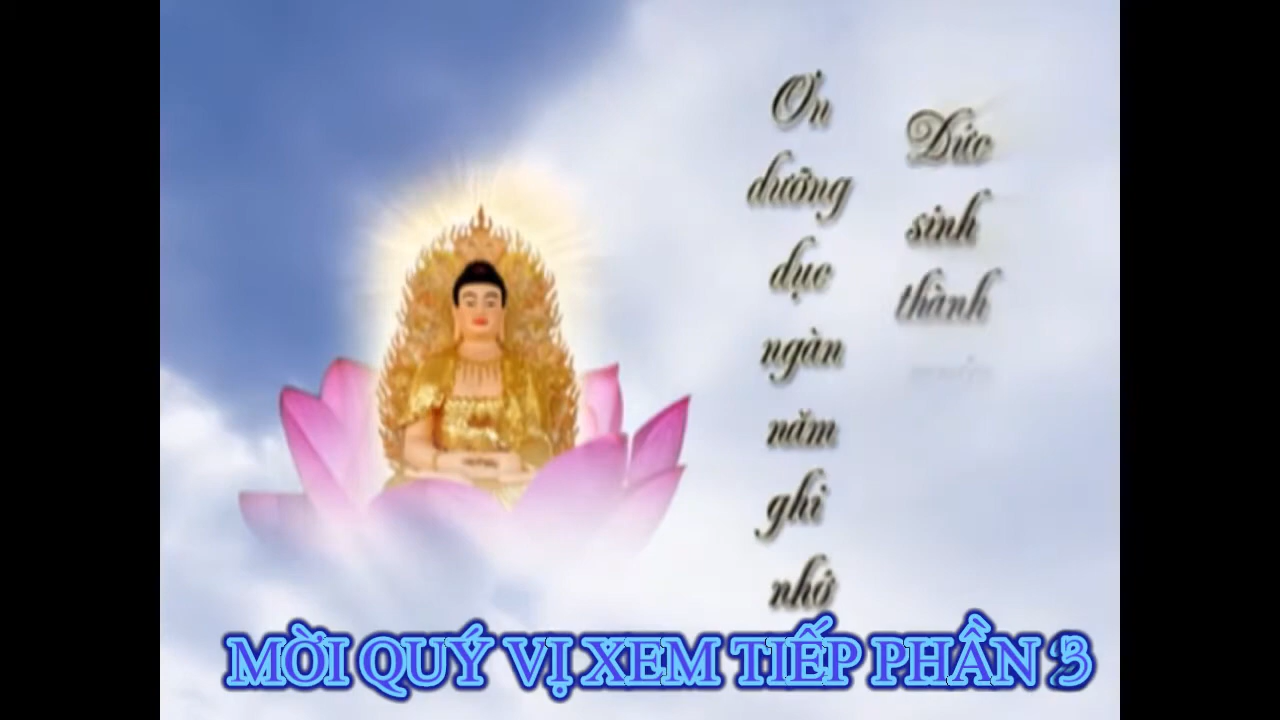 Ơn
dưỡng
dục
ngàn
năm
ghi
nhớ
Đức
sinh
thành
MỜI QUÝ VỊ XEM TIẾP PHẦN 3